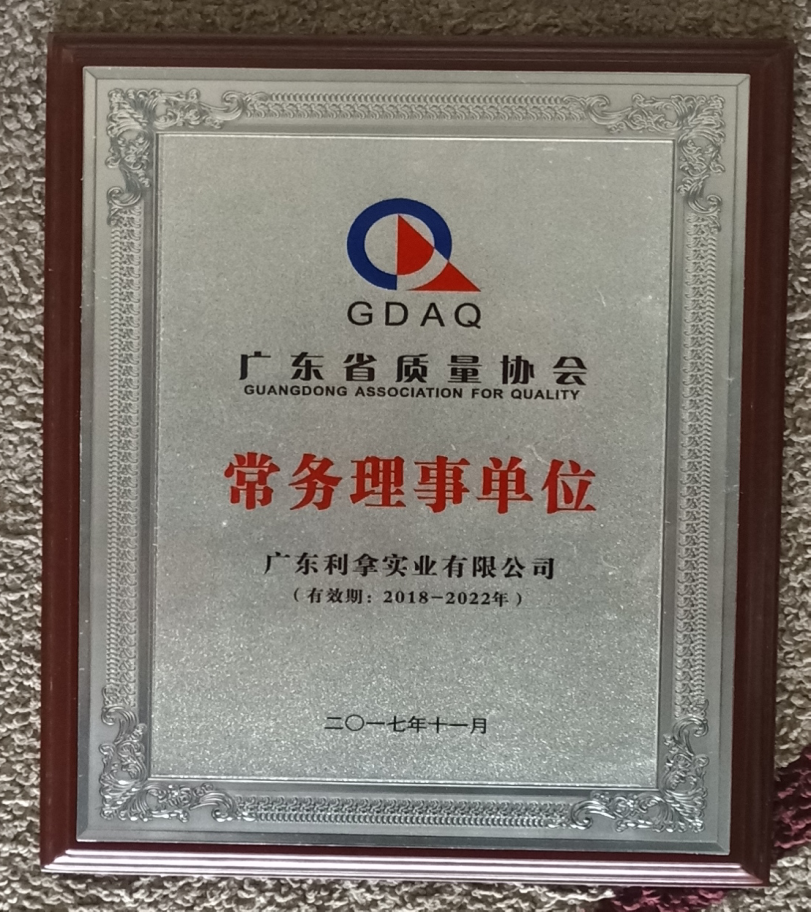 GDAQ
广东省质量协会
GUANGDONG ASSOCIATION FOR QUALITY
常务理事单位
广东利拿实业有限公司
（有效期：2018-2022年）
二〇一七年十一月